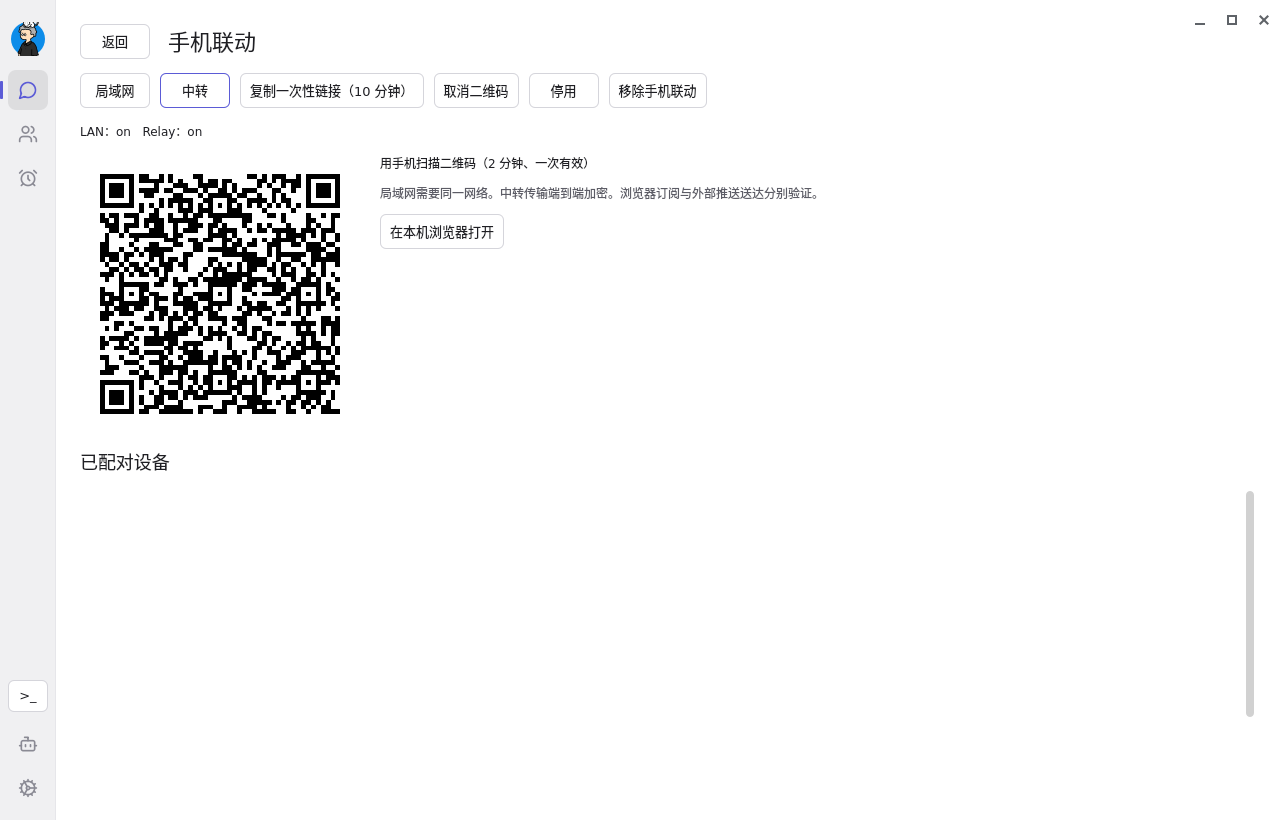 返回
手机联动
局域网
中转
复制一次性链接（10 分钟）
取消二维码
停用
移除手机联动
LAN: on Relay: on
用手机扫描二维码（2 分钟、一次有效）
局域网需要同一网络。中转传输端到端加密。浏览器订阅与外部推送送达分别验证。
在本机浏览器打开
已配对设备
>_